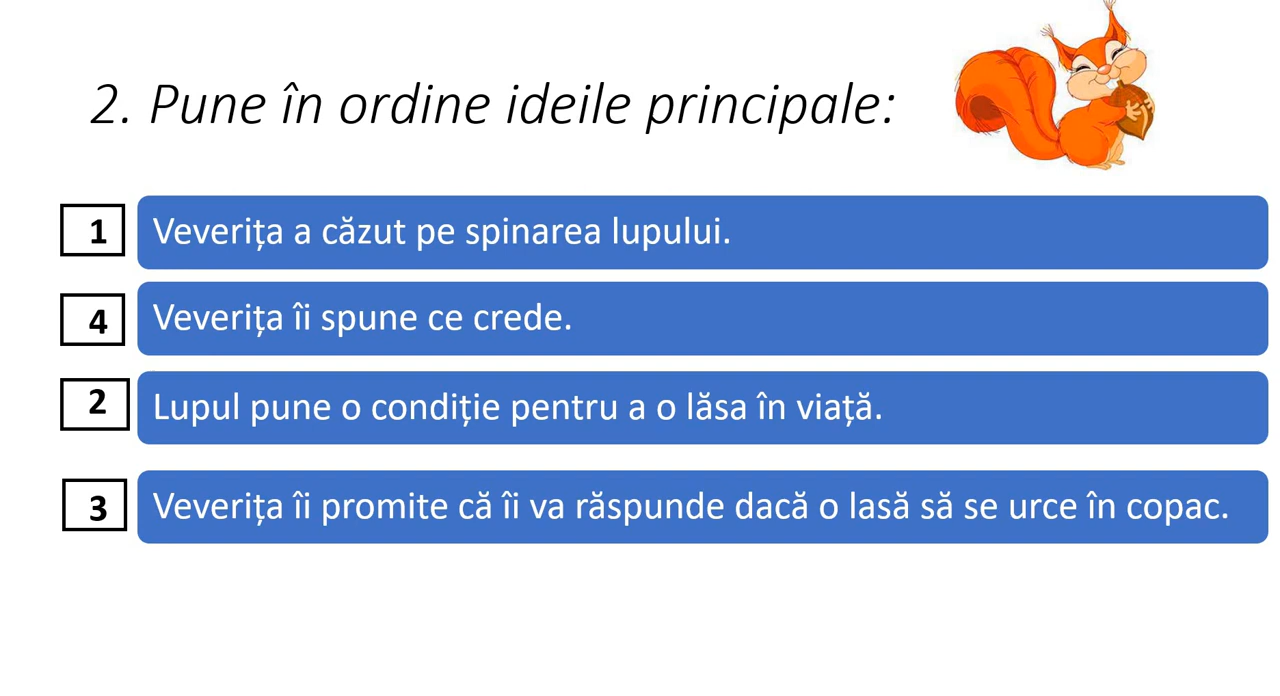 2. Pune în ordine ideile principale:
1 Veverița a căzut pe spinarea lupului.
4 Veverița îi spune ce crede.
2 Lupul pune o condiție pentru a o lăsa în viață.
3 Veverița îi promite că îi va răspunde dacă o lasă să se urce în copac.